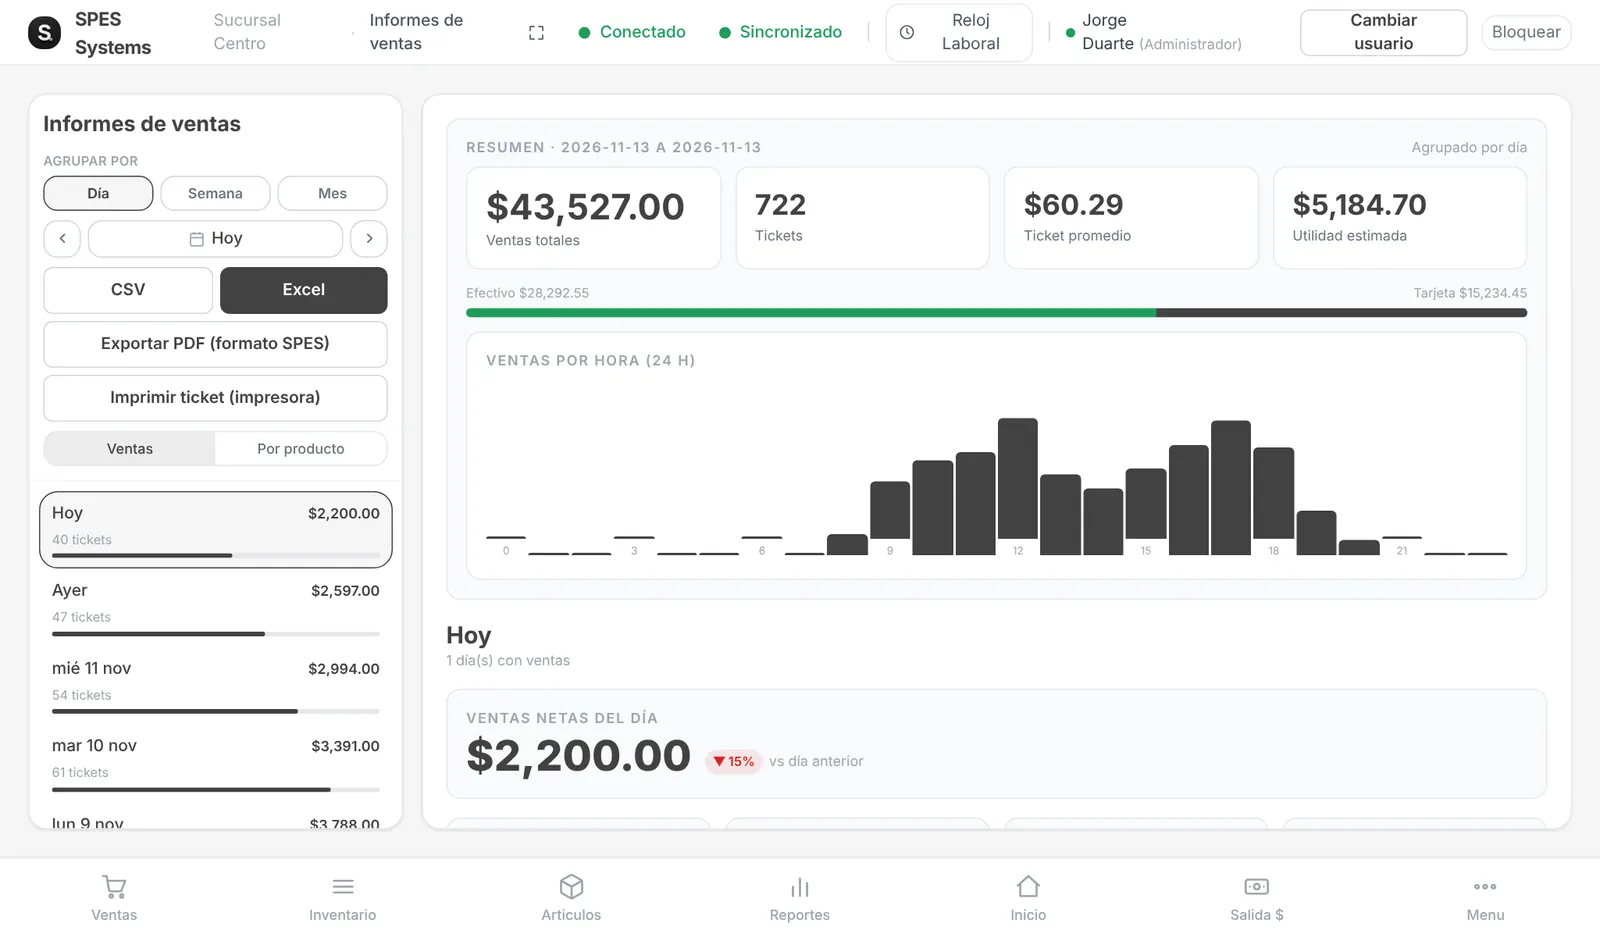 S.
SPES
Systems
Sucursal
Centro
·
Informes de
ventas
Conectado
Sincronizado
Reloj
Laboral
Jorge
Duarte (Administrador)
Cambiar
usuario
Bloquear
Informes de ventas
AGRUPAR POR
Día
Semana
Mes
Hoy
CSV
Excel
Exportar PDF (formato SPES)
Imprimir ticket (impresora)
Ventas
Por producto
Hoy $2,200.00
40 tickets
Ayer $2,597.00
47 tickets
mié 11 nov $2,994.00
54 tickets
mar 10 nov $3,391.00
61 tickets
lun 9 nov $3,788.00
RESUMEN · 2026-11-13 A 2026-11-13
Agrupado por día
$43,527.00
Ventas totales
722
Tickets
$60.29
Ticket promedio
$5,184.70
Utilidad estimada
Efectivo $28,292.55
Tarjeta $15,234.45
VENTAS POR HORA (24 H)
0 3 6 9 12 15 18 21
Hoy
1 día(s) con ventas
VENTAS NETAS DEL DÍA
$2,200.00 ▼ 15% vs día anterior
Ventas
Inventario
Articulos
Reportes
Inicio
Salida $
Menu